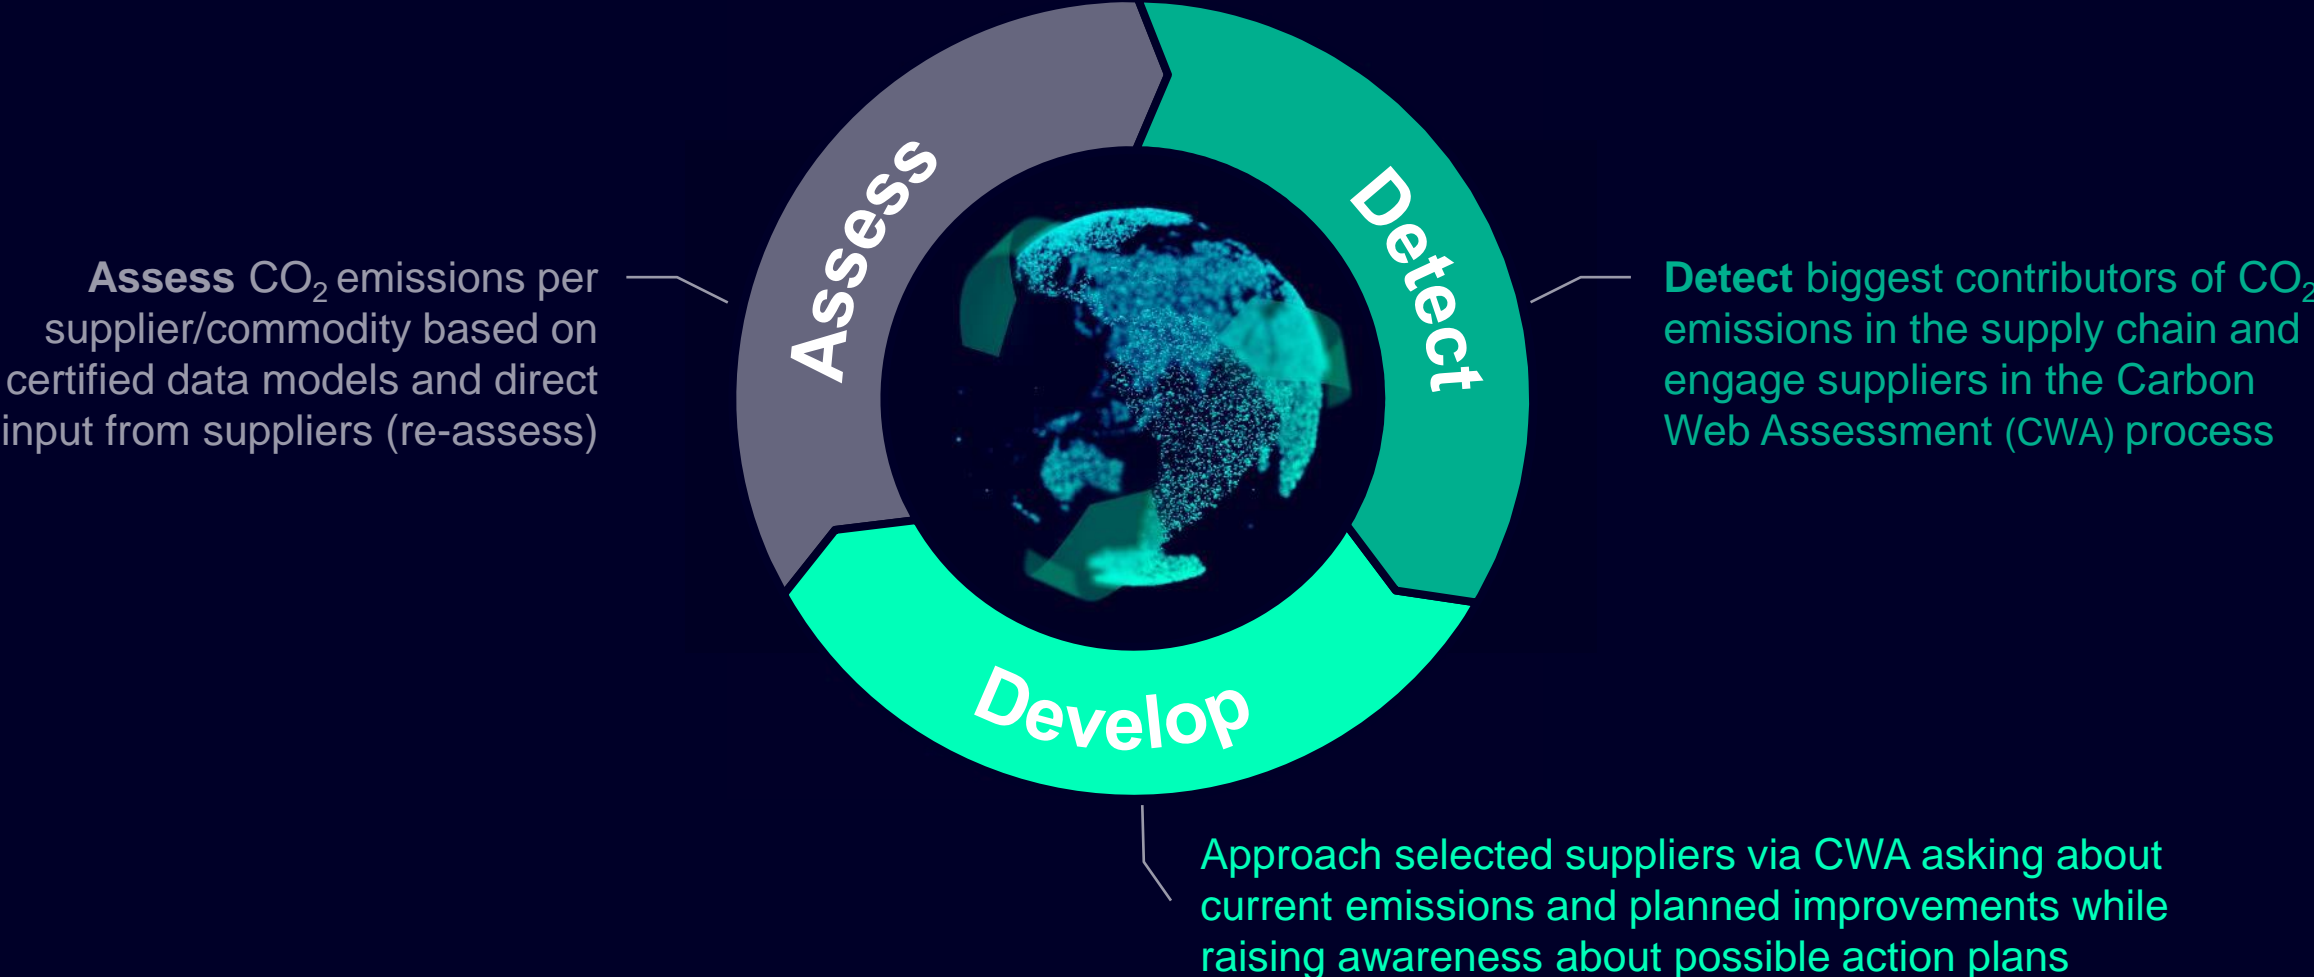 Assess
Detect
Develop
Assess CO₂ emissions per
supplier/commodity based on
certified data models and direct
input from suppliers (re-assess)
Detect biggest contributors of CO₂
emissions in the supply chain and
engage suppliers in the Carbon
Web Assessment (CWA) process
Approach selected suppliers via CWA asking about
current emissions and planned improvements while
raising awareness about possible action plans